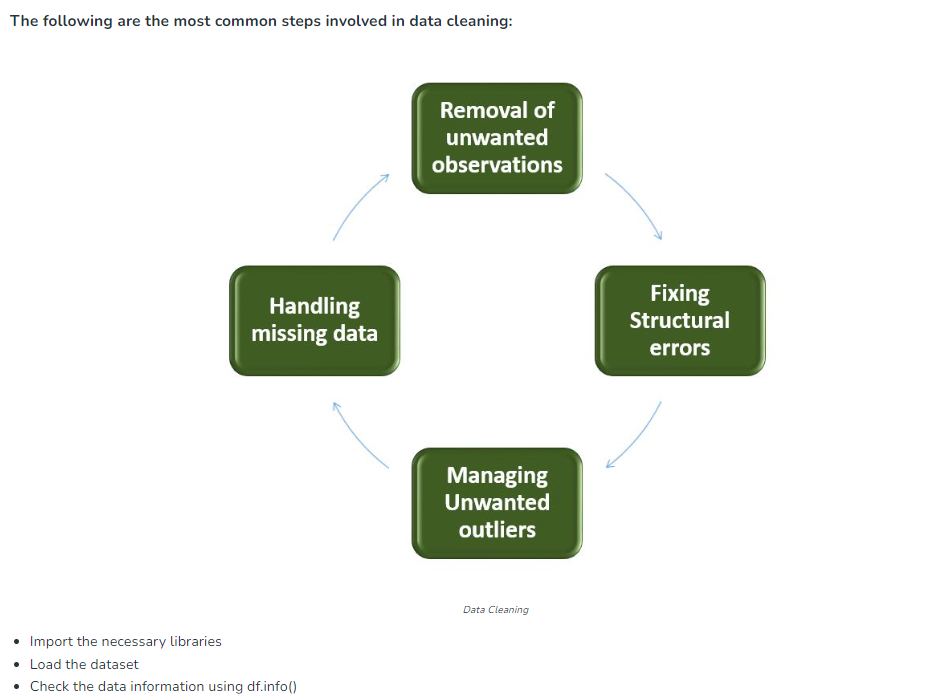 The following are the most common steps involved in data cleaning:
Removal of
unwanted
observations
Handling
missing data
Fixing
Structural
errors
Managing
Unwanted
outliers
Data Cleaning
• Import the necessary libraries
• Load the dataset
• Check the data information using df.info()